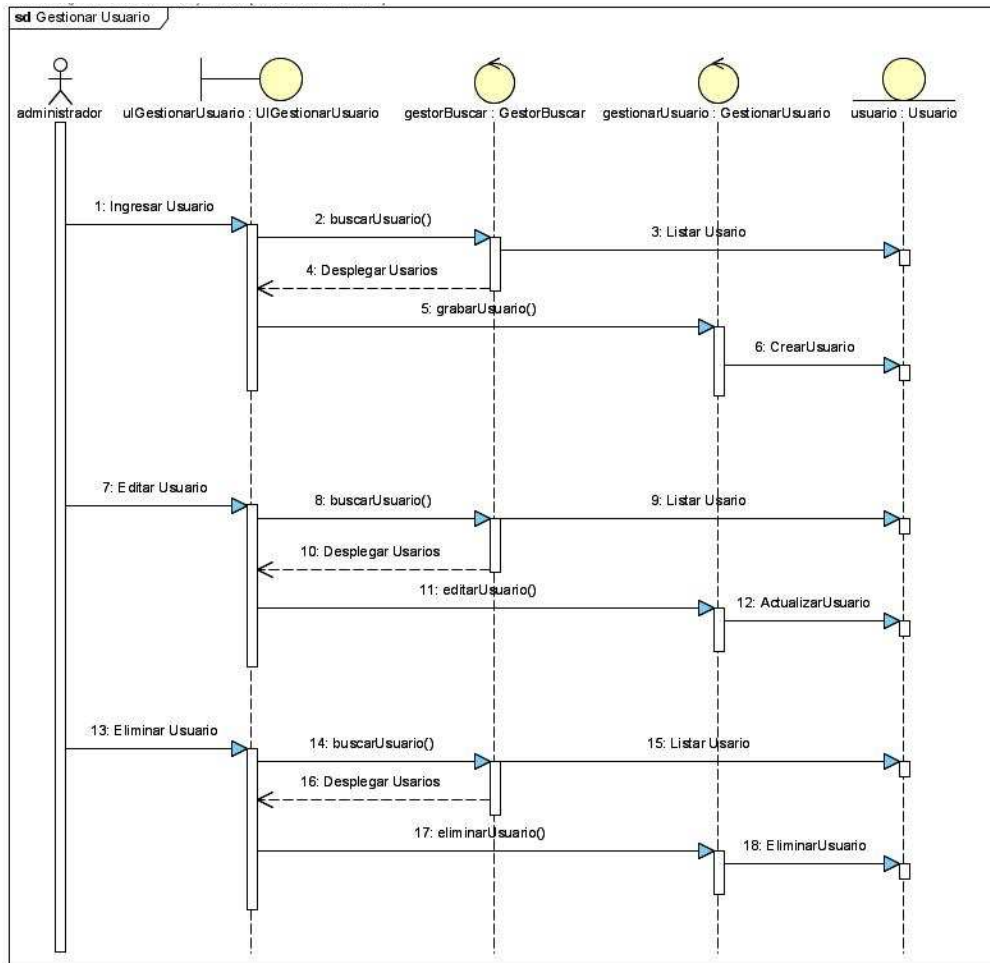 sd Gestionar Usuario
administrador
uIGestionarUsuario : UIGestionarUsuario
gestorBuscar : GestorBuscar
gestionarUsuario : GestionarUsuario
usuario : Usuario
1: Ingresar Usuario
2: buscarUsuario()
3: Listar Usario
4: Desplegar Usarios
5: grabarUsuario()
6: CrearUsuario
7: Editar Usuario
8: buscarUsuario()
9: Listar Usario
10: Desplegar Usarios
11: editarUsuario()
12: ActualizarUsuario
13: Eliminar Usuario
14: buscarUsuario()
15: Listar Usario
16: Desplegar Usarios
17: eliminarUsuario()
18: EliminarUsuario